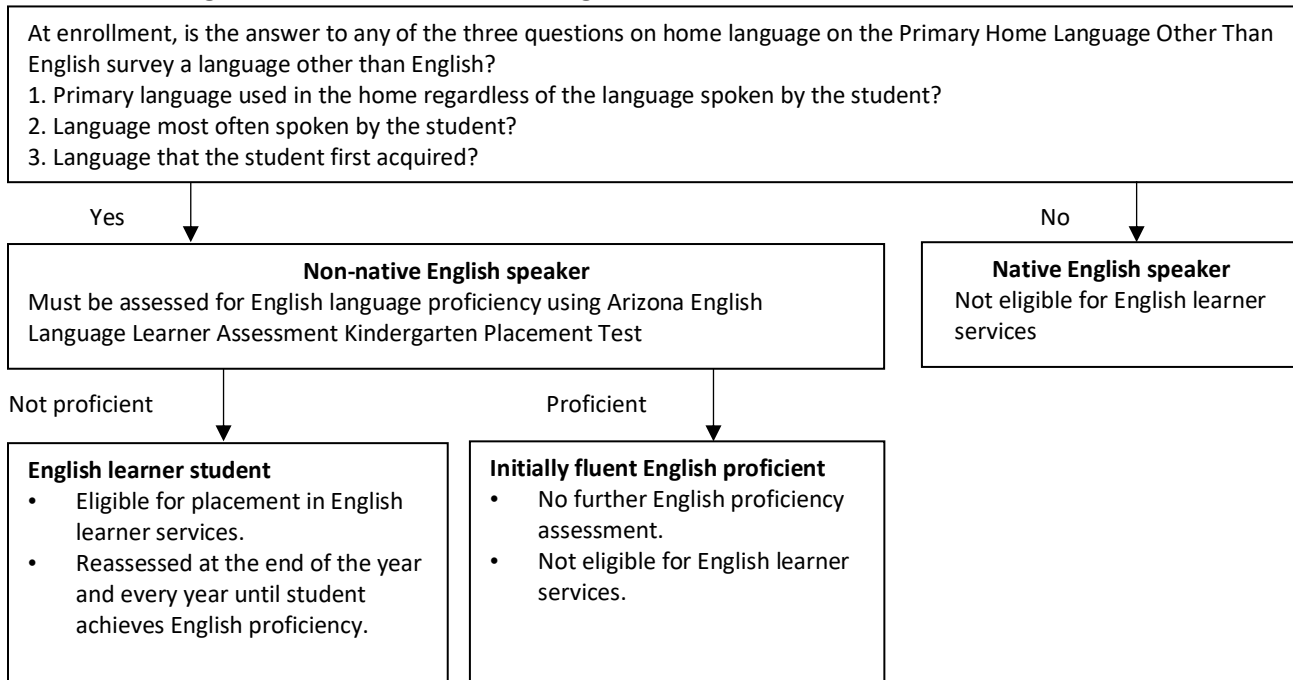 At enrollment, is the answer to any of the three questions on home language on the Primary Home Language Other Than
English survey a language other than English?
1. Primary language used in the home regardless of the language spoken by the student?
2. Language most often spoken by the student?
3. Language that the student first acquired?
Yes
No
Non-native English speaker
Must be assessed for English language proficiency using Arizona English
Language Learner Assessment Kindergarten Placement Test
Native English speaker
Not eligible for English learner
services
Not proficient
Proficient
English learner student
• Eligible for placement in English
learner services.
• Reassessed at the end of the year
and every year until student
achieves English proficiency.
Initially fluent English proficient
• No further English proficiency
assessment.
• Not eligible for English learner
services.